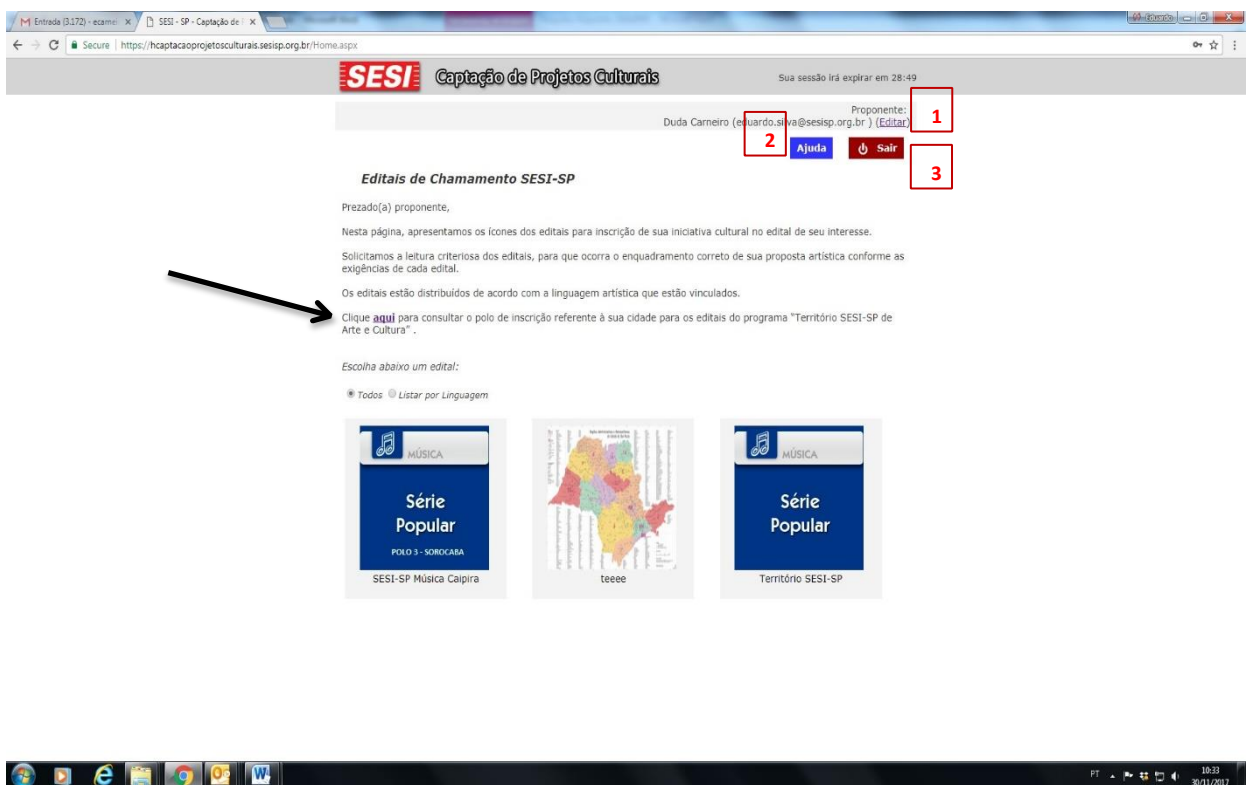 Entrada (3.172) - ecarnei
SESI - SP - Captação de
Eduardo
Secure
https://hcaptacaoprojetosculturais.sesisp.org.br/Home.aspx
SESI
Captação de Projetos Culturais
Sua sessão irá expirar em 28:49
Proponente:
1
Duda Carneiro (eduardo.silva@sesisp.org.br ) (Editar)
2
Ajuda
Sair
3
Editais de Chamamento SESI-SP
Prezado(a) proponente,
Nesta página, apresentamos os ícones dos editais para inscrição de sua iniciativa cultural no edital de seu interesse.
Solicitamos a leitura criteriosa dos editais, para que ocorra o enquadramento correto de sua proposta artística conforme as
exigências de cada edital.
Os editais estão distribuídos de acordo com a linguagem artística que estão vinculados.
Clique aqui para consultar o polo de inscrição referente à sua cidade para os editais do programa "Território SESI-SP de
Arte e Cultura" .
Escolha abaixo um edital:
Todos
Listar por Linguagem
MÚSICA
Série
Popular
POLO 3 - SOROCABA
SESI-SP Música Caipira
teeee
MÚSICA
Série
Popular
Território SESI-SP
PT
10:33
30/11/2017